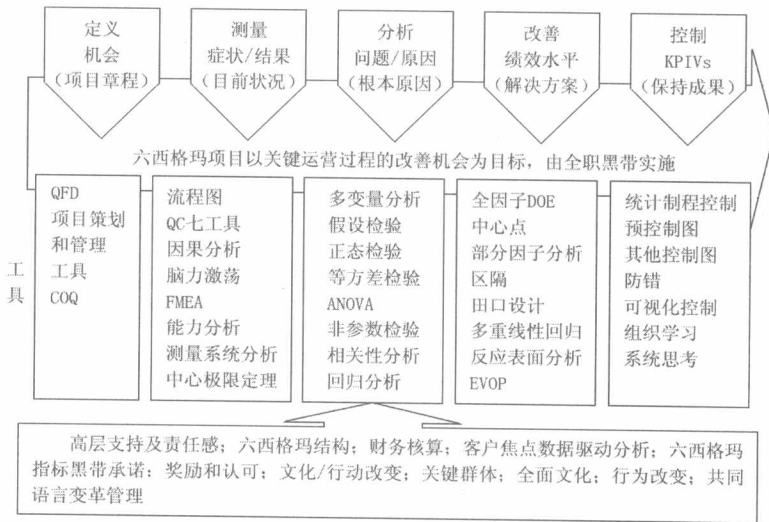 定义
机会
(项目章程)
测量
症状/结果
(目前状况)
分析
问题/原因
(根本原因)
改善
绩效水平
(解决方案)
控制
KPIVs
(保持成果)
六西格玛项目以关键运营过程的改善机会为目标，由全职黑带实施
工
具
QFD
项目策划
和管理
工具
COQ
流程图
QC七工具
因果分析
脑力激荡
FMEA
能力分析
测量系统分析
中心极限定理
多变量分析
假设检验
正态检验
等方差检验
ANOVA
非参数检验
相关性分析
回归分析
全因子DOE
中心点
部分因子分析
区隔
田口设计
多重线性回归
反应表面分析
EVOP
统计制程控制
预控制图
其他控制图
防错
可视化控制
组织学习
系统思考
高层支持及责任感；六西格玛结构；财务核算；客户焦点数据驱动分析；六西格玛
指标黑带承诺：奖励和认可；文化/行动改变；关键群体；全面文化；行为改变；共同
语言变革管理